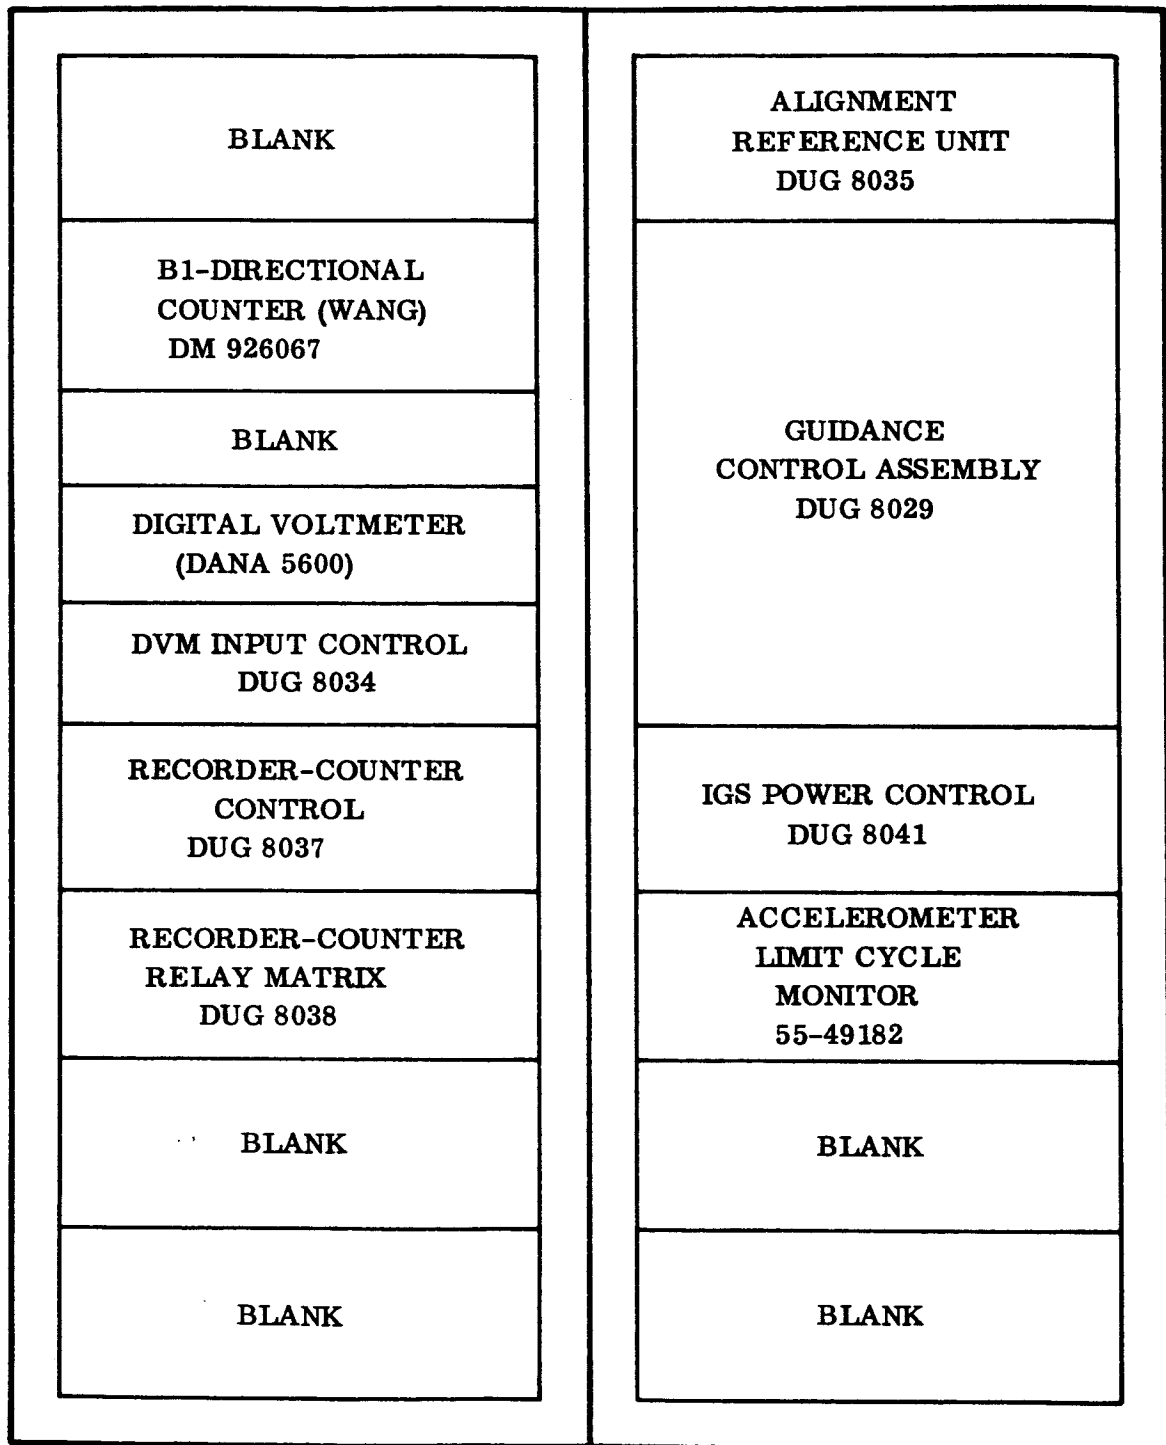 BLANK
B1-DIRECTIONAL
COUNTER (WANG)
DM 926067
BLANK
DIGITAL VOLTMETER
(DANA 5600)
DVM INPUT CONTROL
DUG 8034
RECORDER-COUNTER
CONTROL
DUG 8037
RECORDER-COUNTER
RELAY MATRIX
DUG 8038
BLANK
BLANK
ALIGNMENT
REFERENCE UNIT
DUG 8035
GUIDANCE
CONTROL ASSEMBLY
DUG 8029
IGS POWER CONTROL
DUG 8041
ACCELEROMETER
LIMIT CYCLE
MONITOR
55-49182
BLANK
BLANK